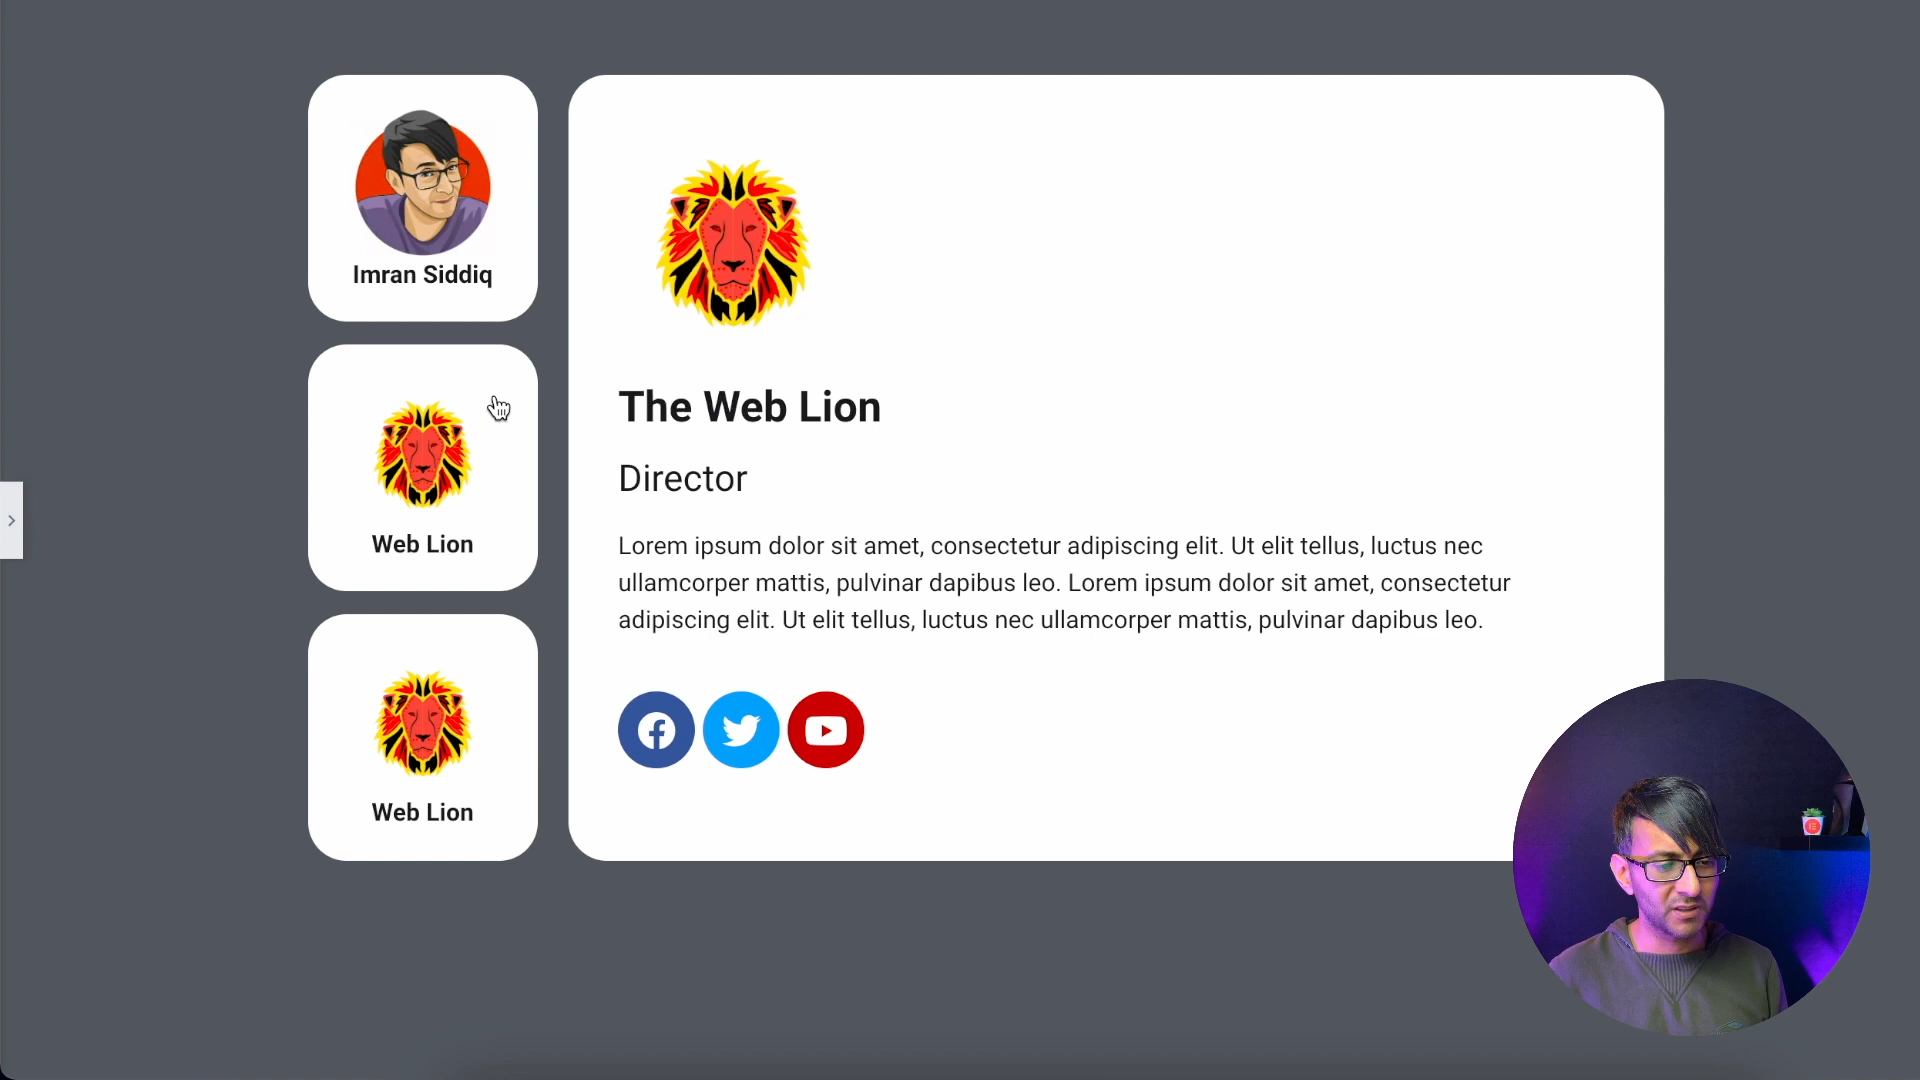 Imran Siddiq
Web Lion
Web Lion
The Web Lion
Director
Lorem ipsum dolor sit amet, consectetur adipiscing elit. Ut elit tellus, luctus nec
ullamcorper mattis, pulvinar dapibus leo. Lorem ipsum dolor sit amet, consectetur
adipiscing elit. Ut elit tellus, luctus nec ullamcorper mattis, pulvinar dapibus leo.